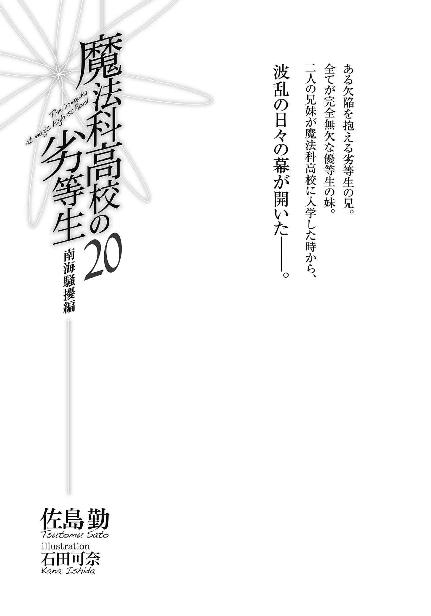 ある欠陥を抱える劣等生の兄。
全てが完全無欠な優等生の妹。
二人の兄妹が魔法科高校に入学した時から、
波乱の日々の幕が開いた――。
魔法科高校の
劣等生
The irregular
at magic high school
20
南海騒擾編
佐島 勤
Tsutomu Sato
illustration
石田可奈
Kana Ishida